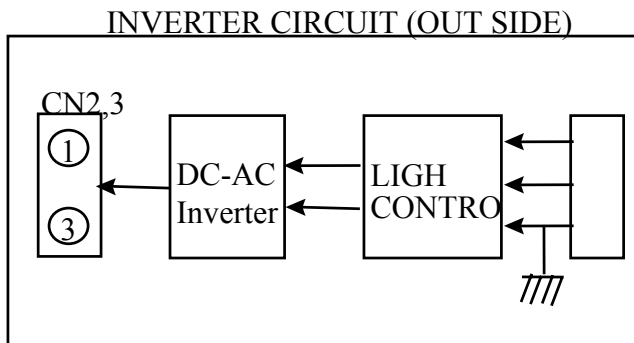 INVERTER CIRCUIT (OUT SIDE)
CN2,3
1
3
DC-AC
Inverter
LIGH
CONTRO